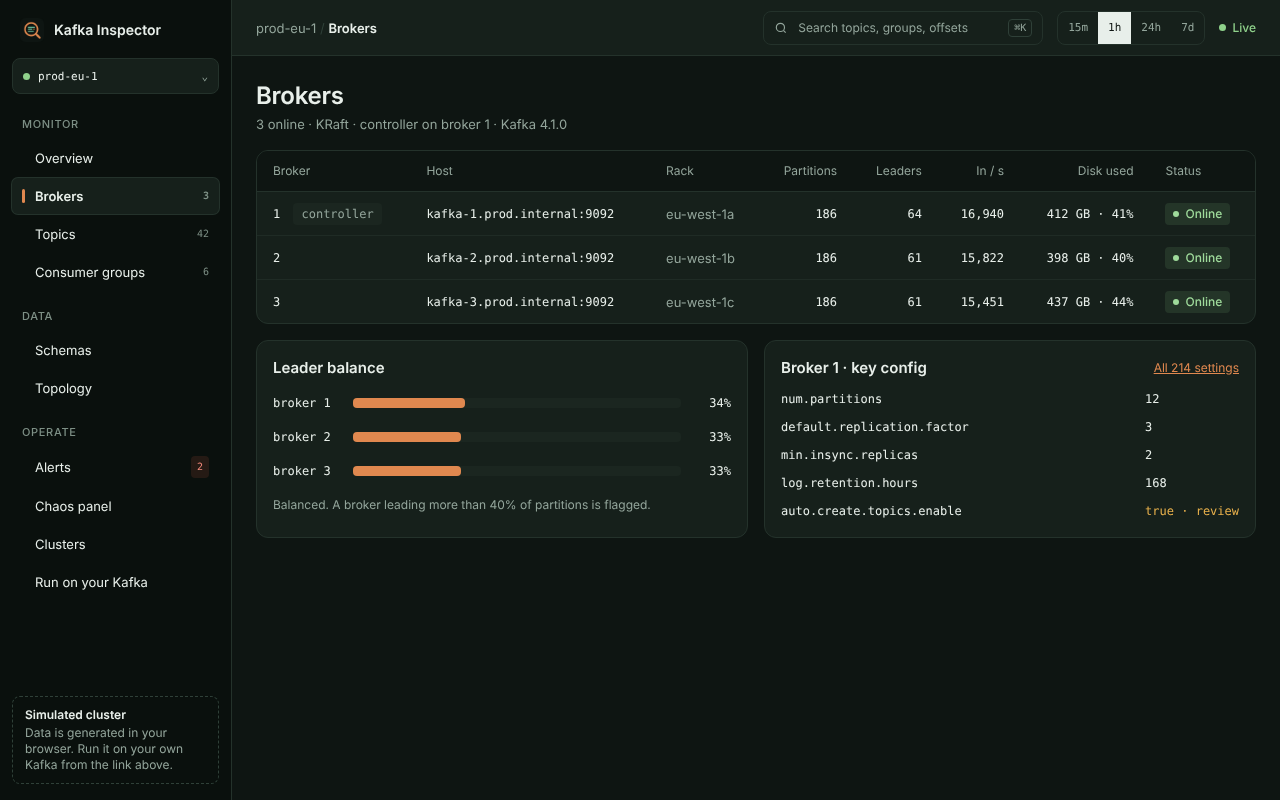 Kafka Inspector
prod-eu-1
MONITOR
Overview
Brokers 3
Topics 42
Consumer groups 6
DATA
Schemas
Topology
OPERATE
Alerts 2
Chaos panel
Clusters
Run on your Kafka
Simulated cluster
Data is generated in your
browser. Run it on your own
Kafka from the link above.
prod-eu-1 / Brokers
Search topics, groups, offsets ⌘K
15m 1h 24h 7d
Live
Brokers
3 online · KRaft · controller on broker 1 · Kafka 4.1.0
Broker Host Rack Partitions Leaders In / s Disk used Status
1 controller kafka-1.prod.internal:9092 eu-west-1a 186 64 16,940 412 GB · 41% Online
2 kafka-2.prod.internal:9092 eu-west-1b 186 61 15,822 398 GB · 40% Online
3 kafka-3.prod.internal:9092 eu-west-1c 186 61 15,451 437 GB · 44% Online
Leader balance
broker 1 34%
broker 2 33%
broker 3 33%
Balanced. A broker leading more than 40% of partitions is flagged.
Broker 1 · key config All 214 settings
num.partitions 12
default.replication.factor 3
min.insync.replicas 2
log.retention.hours 168
auto.create.topics.enable true · review